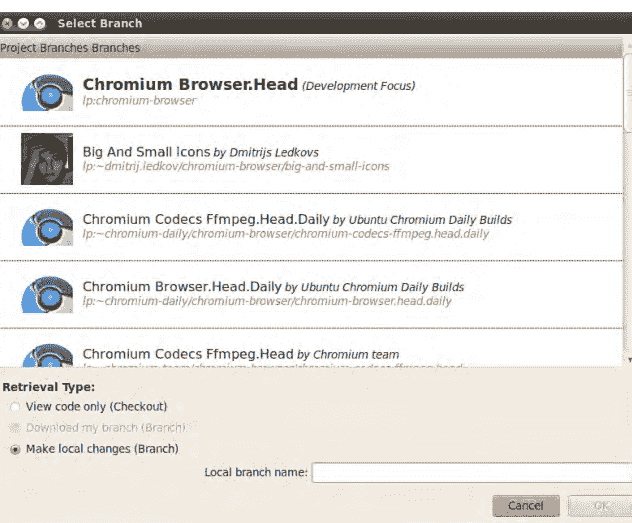 Select Branch
Project Branches Branches
Chromium Browser.Head (Development Focus)
lp:chromium-browser
Big And Small Icons by Dmitrijs Ledkovs
lp:~dmitrij.ledkov/chromium-browser/big-and-small-icons
Chromium Codecs Ffmpeg.Head.Daily by Ubuntu Chromium Daily Builds
lp:~chromium-daily/chromium-browser/chromium-codecs-ffmpeg.head.daily
Chromium Browser.Head.Daily by Ubuntu Chromium Daily Builds
lp:~chromium-daily/chromium-browser/chromium-browser.head.daily
Chromium Codecs Ffmpeg.Head by Chromium team
Retrieval Type:
View code only (Checkout)
Download my branch (Branch)
Make local changes (Branch)
Local branch name:
Cancel
OK